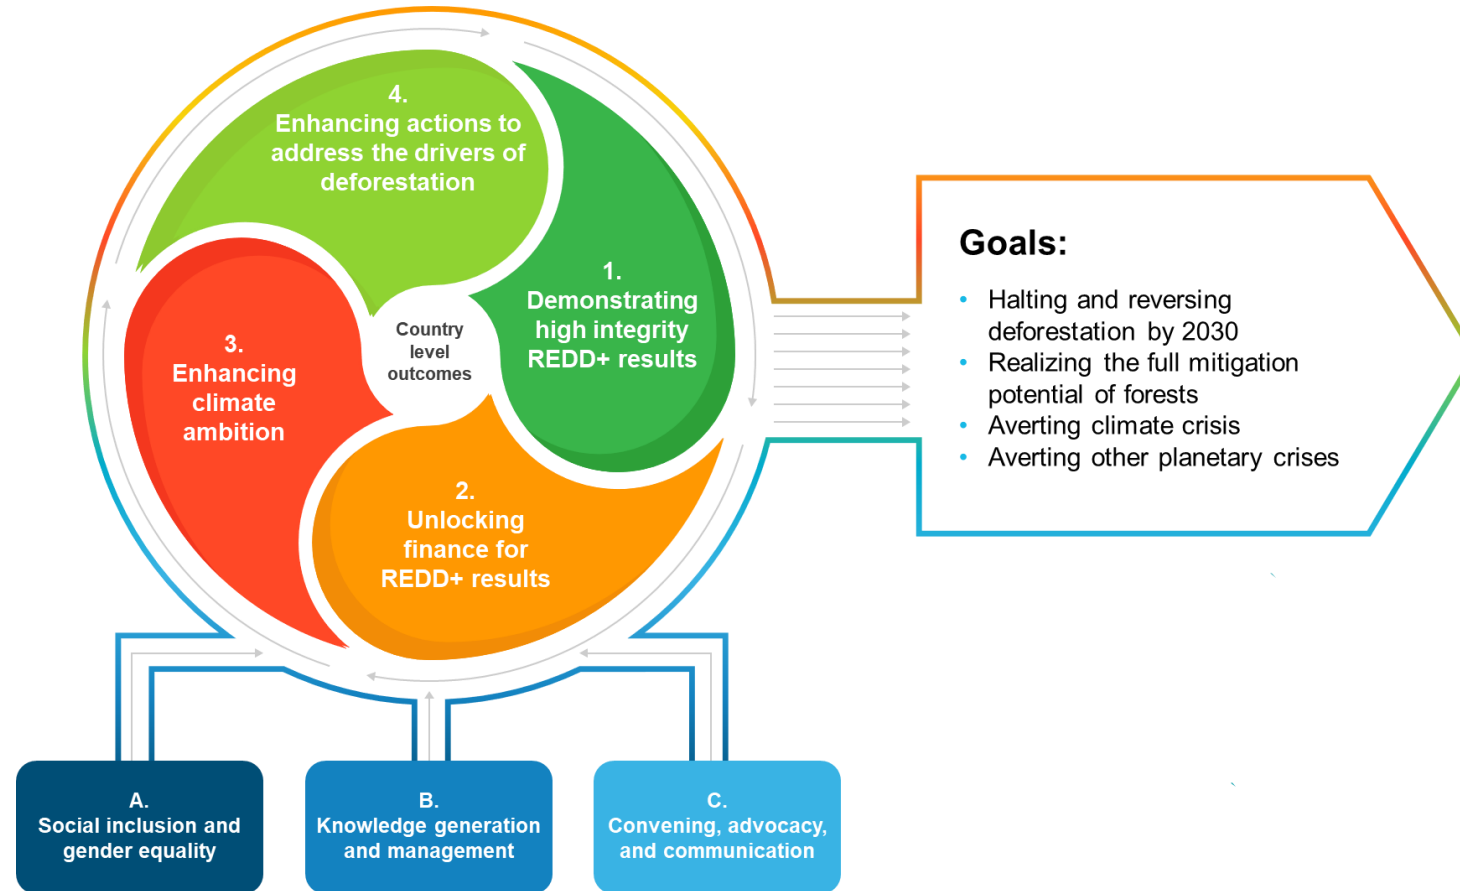 4.
Enhancing actions to
address the drivers of
deforestation
1.
Demonstrating
high integrity
REDD+ results
Country
level
outcomes
3.
Enhancing
climate
ambition
2.
Unlocking
finance for
REDD+ results
Goals:
• Halting and reversing
deforestation by 2030
• Realizing the full mitigation
potential of forests
• Averting climate crisis
• Averting other planetary crises
A.
Social inclusion and
gender equality
B.
Knowledge generation
and management
C.
Convening, advocacy,
and communication